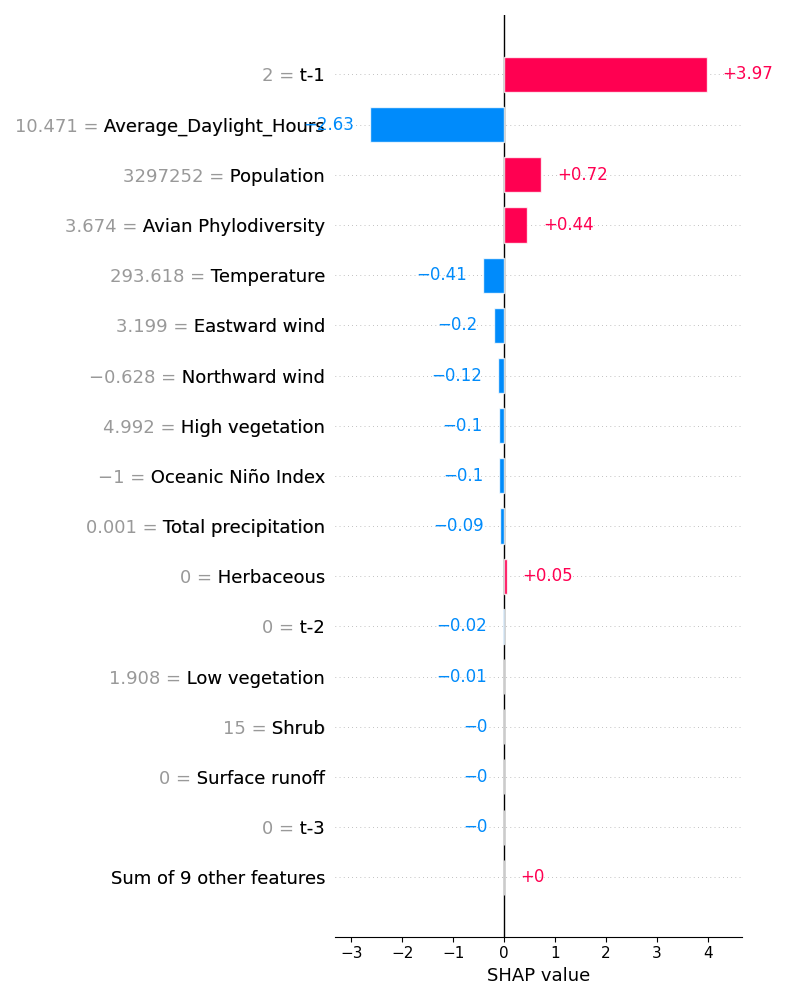 2 = t-1 +3.97
10.471 = Average_Daylight_Hours −2.63
3297252 = Population +0.72
3.674 = Avian Phylodiversity +0.44
293.618 = Temperature −0.41
3.199 = Eastward wind −0.2
−0.628 = Northward wind −0.12
4.992 = High vegetation −0.1
−1 = Oceanic Niño Index −0.1
0.001 = Total precipitation −0.09
0 = Herbaceous +0.05
0 = t-2 −0.02
1.908 = Low vegetation −0.01
15 = Shrub −0
0 = Surface runoff −0
0 = t-3 −0
Sum of 9 other features +0
−3 −2 −1 0 1 2 3 4
SHAP value